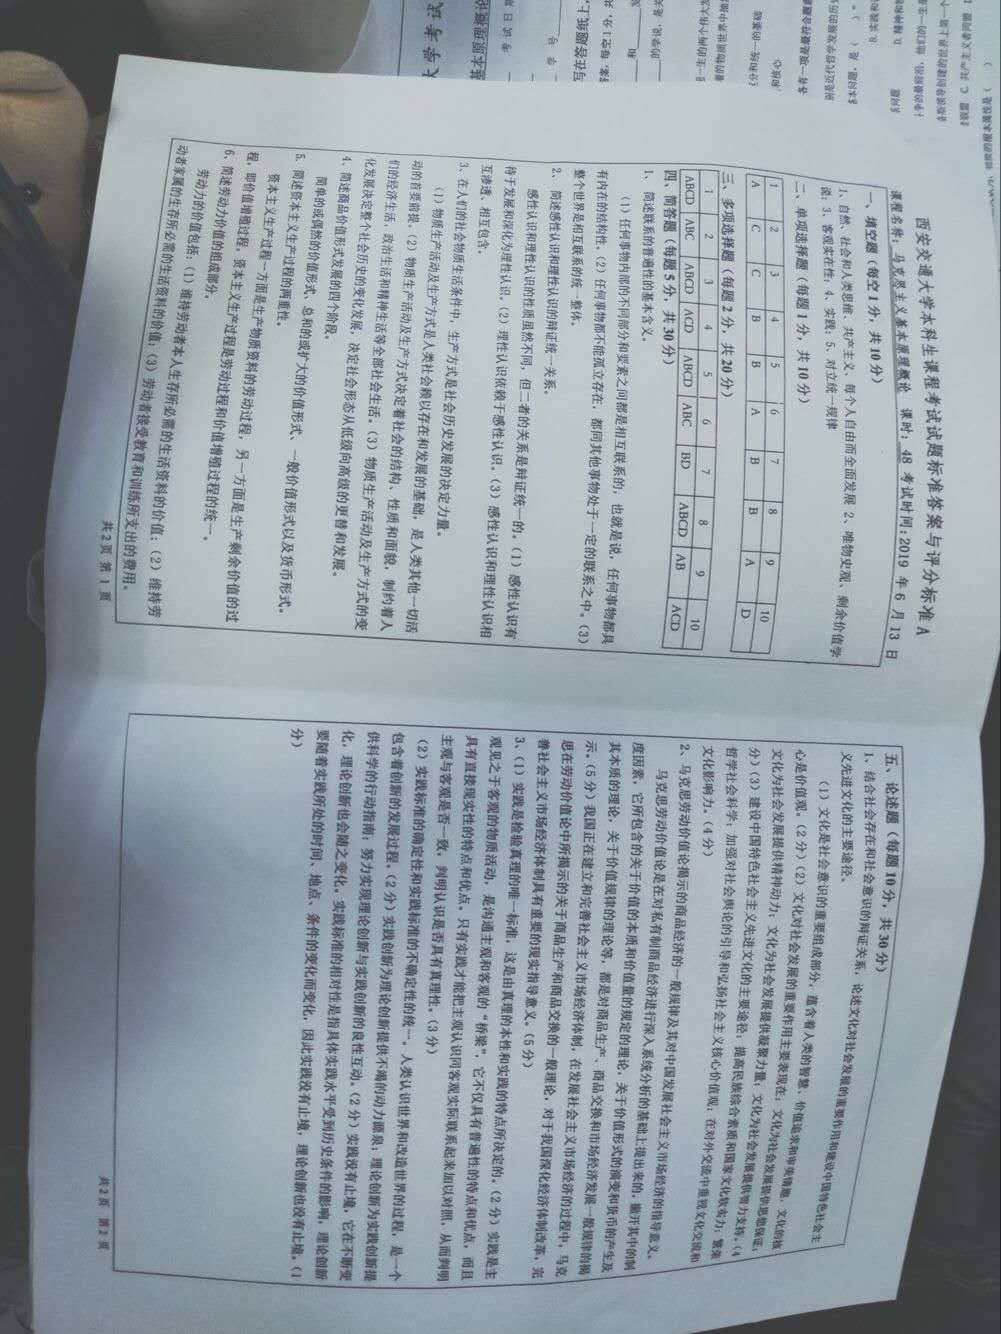 西安交通大学本科生课程考试试题标准答案与评分标准 A
课程名称：马克思主义基本原理概论 课时：48 考试时间：2019 年 6 月 13 日
一、填空题（每空 1 分，共 10 分）
1、自然、社会和人类思维、共产主义、每个人自由而全面发展 2、唯物史观、剩余价值学
说；3、客观实在性；4、实践；5、对立统一规律
二、单项选择题（每题 1 分，共 10 分）
1 2 3 4 5 6 7 8 9 10
A C C B B A B B A D
三、多项选择题（每题 2 分，共 20 分）
1 2 3 4 5 6 7 8 9 10
ABCD ABC ABCD ACD ABCD ABC BD ABCD AB ACD
四、简答题（每题 5 分，共 30 分）
1、 简述联系的普遍性的基本含义。
（1）任何事物内部的不同部分和要素之间都是相互联系的，也就是说，任何事物都具
有内在的结构性。（2）任何事物都不能孤立存在，都同其他事物处于一定的联系之中。（3）
整个世界是相互联系的统一整体。
2、 简述感性认识和理性认识的辩证统一关系。
感性认识和理性认识的性质虽然不同，但二者的关系是辩证统一的。（1）感性认识有
待于发展和深化为理性认识。（2）理性认识依赖于感性认识。（3）感性认识和理性认识相
互渗透、相互包含。
3、在人们的社会物质生活条件中，生产方式是社会历史发展的决定力量。
（1）物质生产活动及生产方式是人类社会赖以存在和发展的基础，是人类其他一切活
动的首要前提。（2）物质生产活动及生产方式决定着社会的结构、性质和面貌，制约着人
们的经济生活，政治生活和精神生活等全部社会生活。（3）物质生产活动及生产方式的变
化发展决定整个社会历史的变化发展，决定社会形态从低级向高级的更替和发展。
4、简述商品价值形式发展的四个阶段。
简单的或偶然的价值形式、总和的或扩大的价值形式、一般价值形式以及货币形式。
5. 简述资本主义生产过程的两重性。
资本主义生产过程一方面是生产物质资料的劳动过程，另一方面是生产剩余价值的过
程，即价值增殖过程，资本主义生产过程是劳动过程和价值增殖过程的统一。
6、简述劳动力价值的组成部分。
劳动力的价值包括：（1）维持劳动者本人生存所必需的生活资料的价值；（2）维持劳
动者家属的生存所必需的生活资料的价值；（3）劳动者接受教育和训练所支出的费用。
共 2 页 第 1 页
五、论述题（每题 10 分，共 30 分）
1、结合社会存在和社会意识的辩证关系，论述文化对社会发展的重要作用和建设中国特色社会主
义先进文化的主要途径。
（1）文化是社会意识的重要组成部分，蕴含着人类的智慧、价值追求和审美情趣，文化的核
心是价值观。（2 分）（2）文化对社会发展的重要作用主要表现在：文化为社会发展提供思想保证；
文化为社会发展提供精神动力；文化为社会发展提供凝聚力量；文化为社会发展提供智力支持。（4
分）（3）建设中国特色社会主义先进文化的主要途径：提高民族综合素质和国家文化软实力；繁荣
哲学社会科学；加强对社会舆论的引导和弘扬社会主义核心价值观；在对外交流中重视文化交流和
文化影响力。（4 分）
2、马克思劳动价值论揭示的商品经济的一般规律及其对中国发展社会主义市场经济的指导意义。
马克思劳动价值论是在对私有制商品经济进行深入系统分析的基础上提出来的，撇开其中的制
度因素，它所包含的关于价值的本质和价值量的规定的理论，关于价值形式的演变和货币的产生及
其本质的理论，关于价值规律的理论等，都是对商品生产、商品交换和市场经济发展一般规律的揭
示。（5 分）我国正在建立和完善社会主义市场经济体制，在发展社会主义市场经济的过程中，马克
思在劳动价值论中所揭示的关于商品生产和商品交换的一般理论，对于我国深化经济体制改革，完
善社会主义市场经济体制具有重要的现实指导意义。（5 分）
3、（1）实践是检验真理的唯一标准，这是由真理的本性和实践的特点所决定的。（2 分）实践是主
观见之于客观的物质活动，是沟通主观和客观的“桥梁”，它不仅具有普遍性的特点和优点，而且
具有直接现实性的特点和优点。只有实践才能把主观认识同客观实际联系起来加以对照，从而判明
主观与客观是否一致，判明认识是否具有真理性。（3 分）
（2）实践标准的确定性和实践标准的不确定性的统一。人类认识世界和改造世界的过程，是一个
包含着创新的发展过程。（2 分）实践创新为理论创新提供不竭的动力源泉；理论创新为实践创新提
供科学的行动指南；努力实现理论创新与实践创新的良性互动。（2 分）实践没有止境，它在不断变
化，理论创新也会随之变化。实践标准的相对性是指具体实践水平受到历史条件的影响，理论创新
要随着实践所处的时间、地点、条件的变化而变化，因此实践没有止境，理论创新也没有止境。（1
分）
共 2 页 第 2 页